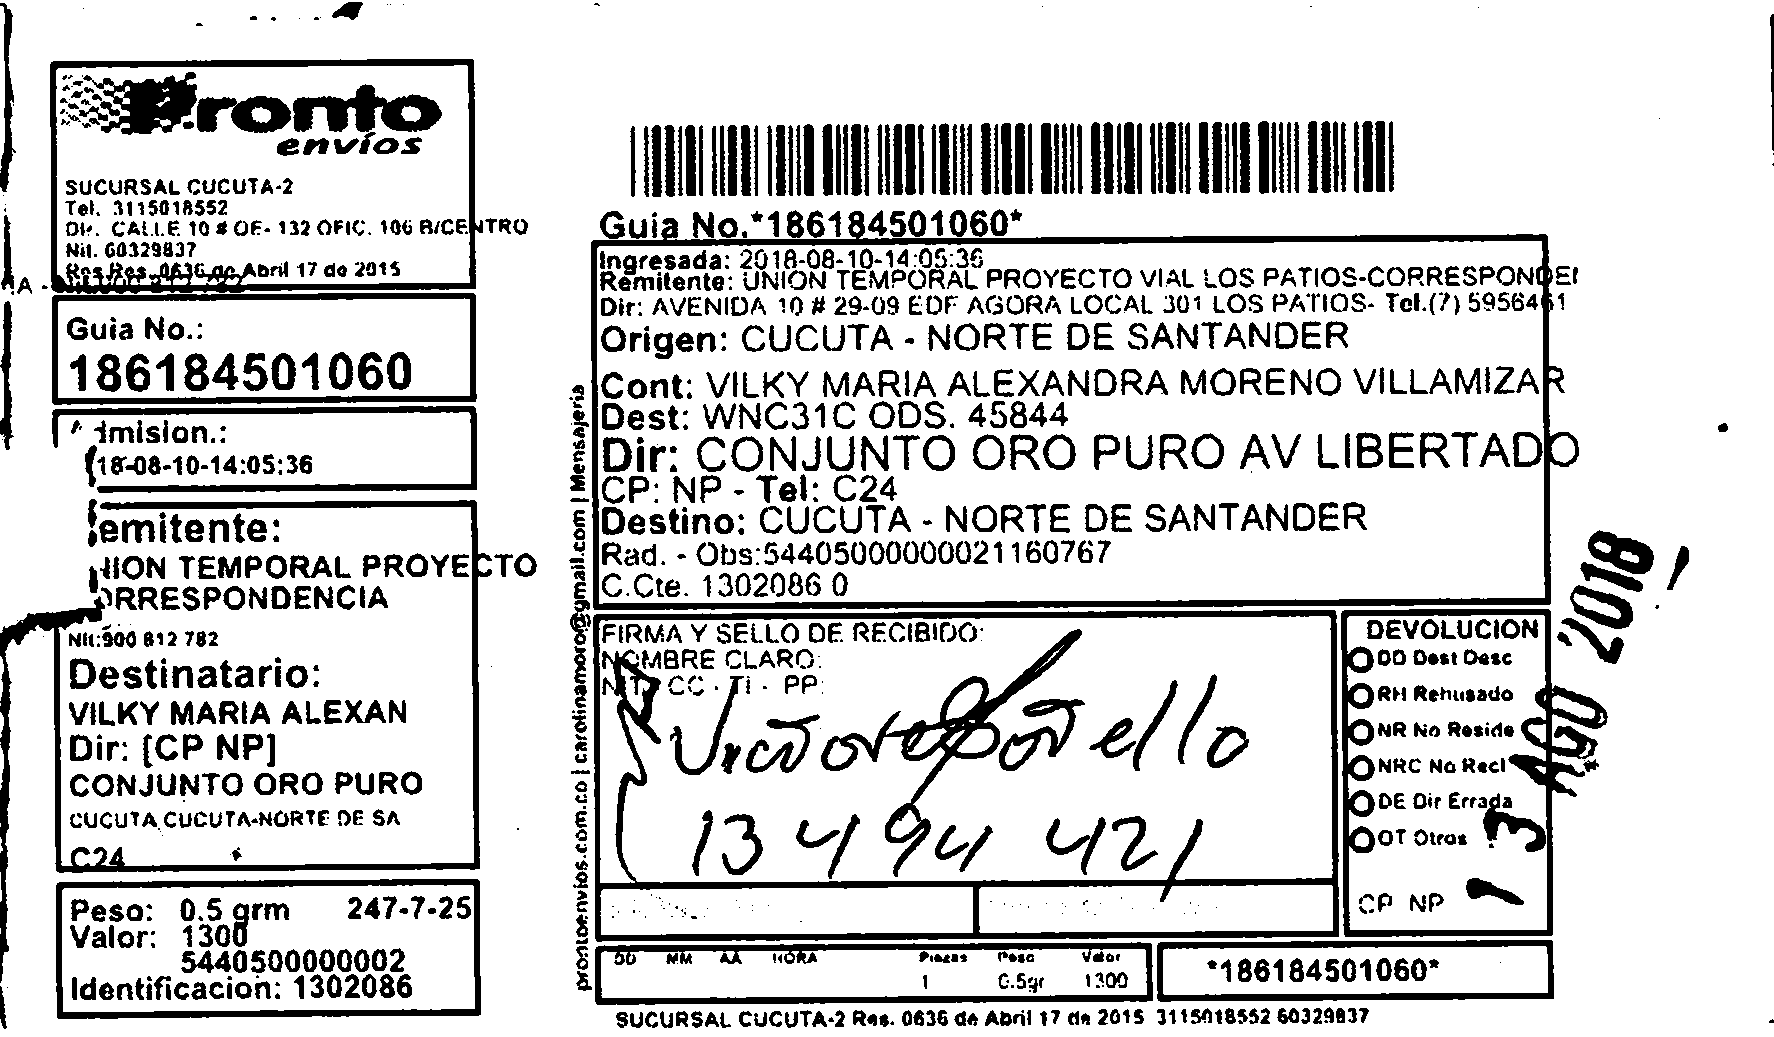 Pronto
envíos
SUCURSAL CUCUTA-2
Tel. 3115018552
Dir. CALLE 10 # OE- 132 OFIC. 106 B/CENTRO
Nit. 60329837
Res.Res. 0636 de Abril 17 de 2015
Guia No.:
186184501060
dmision.:
18-08-10-14:05:36
emitente:
NION TEMPORAL PROYECTO
ORRESPONDENCIA
Nit:900 812 782
Destinatario:
VILKY MARIA ALEXAN
Dir: [CP NP]
CONJUNTO ORO PURO
CUCUTA CUCUTA-NORTE DE SA
C24
Peso: 0.5 grm 247-7-25
Valor: 1300
5440500000002
Identificacion: 1302086
prontoenvios.com.co | carolinamoro@gmail.com | Mensajeria
Guia No.*186184501060*
Ingresada: 2018-08-10-14:05:36
Remitente: UNION TEMPORAL PROYECTO VIAL LOS PATIOS-CORRESPONDEN
Dir: AVENIDA 10 # 29-09 EDF AGORA LOCAL 301 LOS PATIOS- Tel.(7) 5956461
Origen: CUCUTA - NORTE DE SANTANDER
Cont: VILKY MARIA ALEXANDRA MORENO VILLAMIZAR
Dest: WNC31C ODS. 45844
Dir: CONJUNTO ORO PURO AV LIBERTADO
CP: NP - Tel: C24
Destino: CUCUTA - NORTE DE SANTANDER
Rad. - Obs:544050000000021160767
C.Cte. 1302086 0
FIRMA Y SELLO DE RECIBIDO:
NOMBRE CLARO:
NIT - CC - TI - PP:
Victor
13 494 421
DEVOLUCION
DD Dest Desc
RH Rehusado
NR No Reside
NRC No Recl
DE Dir Errada
OT Otros
CP NP
13 AGO 2018
DD MM AA HORA Piezas Peso Valor
1 0.5gr 1300
*186184501060*
SUCURSAL CUCUTA-2 Res. 0636 de Abril 17 de 2015 3115018552 60329837